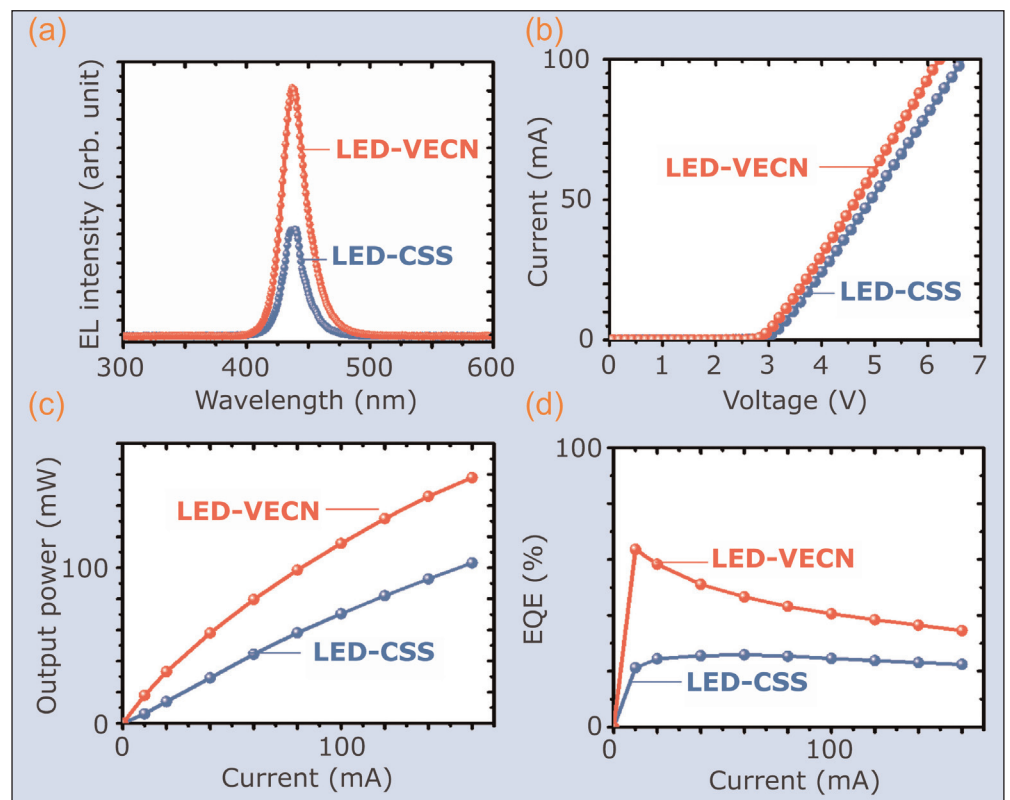 (a)
EL intensity (arb. unit)
LED-VECN
LED-CSS
300 400 500 600
Wavelength (nm)
(b)
Current (mA)
100
50
0
LED-VECN
LED-CSS
0 1 2 3 4 5 6 7
Voltage (V)
(c)
Output power (mW)
100
0
LED-VECN
LED-CSS
0 100
Current (mA)
(d)
EQE (%)
100
0
LED-VECN
LED-CSS
0 100
Current (mA)